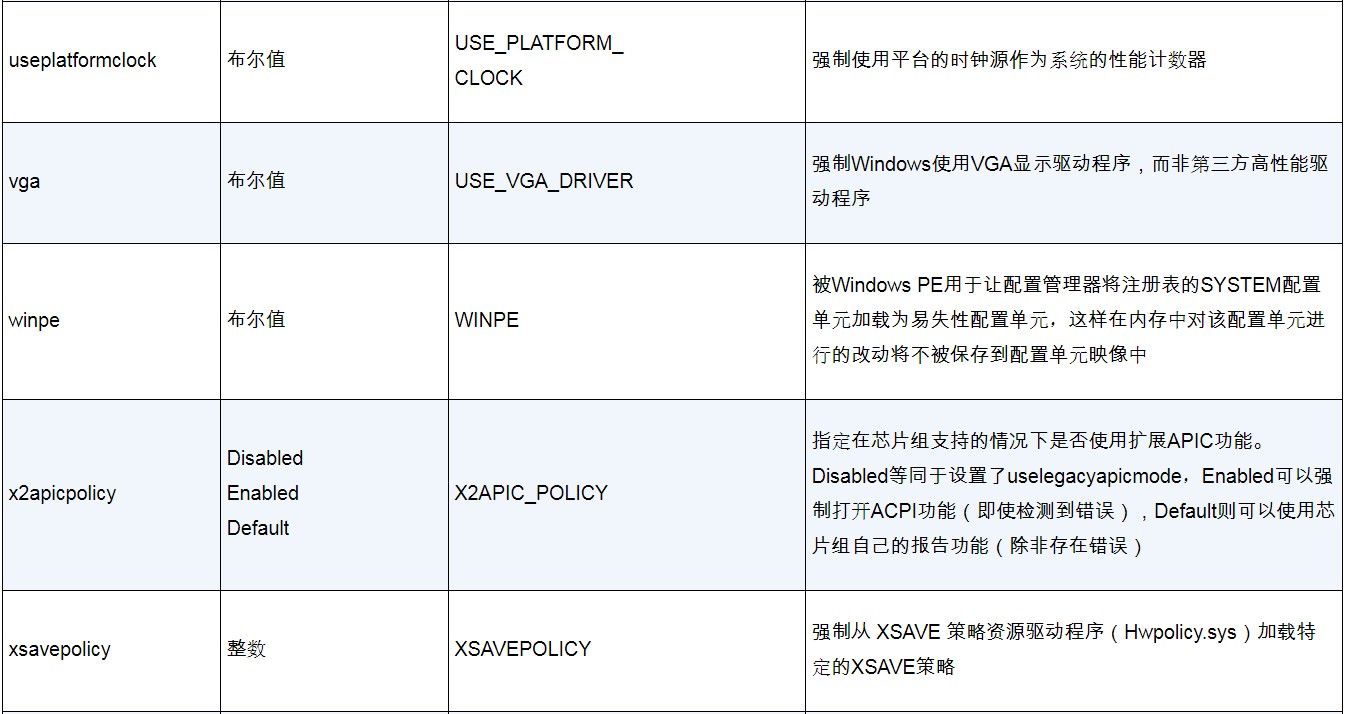 useplatformclock
布尔值
USE_PLATFORM_
CLOCK
强制使用平台的时钟源作为系统的性能计数器
vga
布尔值
USE_VGA_DRIVER
强制Windows使用VGA显示驱动程序，而非第三方高性能驱
动程序
winpe
布尔值
WINPE
被Windows PE用于让配置管理器将注册表的SYSTEM配置
单元加载为易失性配置单元，这样在内存中对该配置单元进
行的改动将不被保存到配置单元映像中
x2apicpolicy
Disabled
Enabled
Default
X2APIC_POLICY
指定在芯片组支持的情况下是否使用扩展APIC功能。
Disabled等同于设置了uselegacyapicmode，Enabled可以强
制打开ACPI功能（即使检测到错误），Default则可以使用芯
片组自己的报告功能（除非存在错误）
xsavepolicy
整数
XSAVEPOLICY
强制从 XSAVE 策略资源驱动程序（Hwpolicy.sys）加载特
定的XSAVE策略